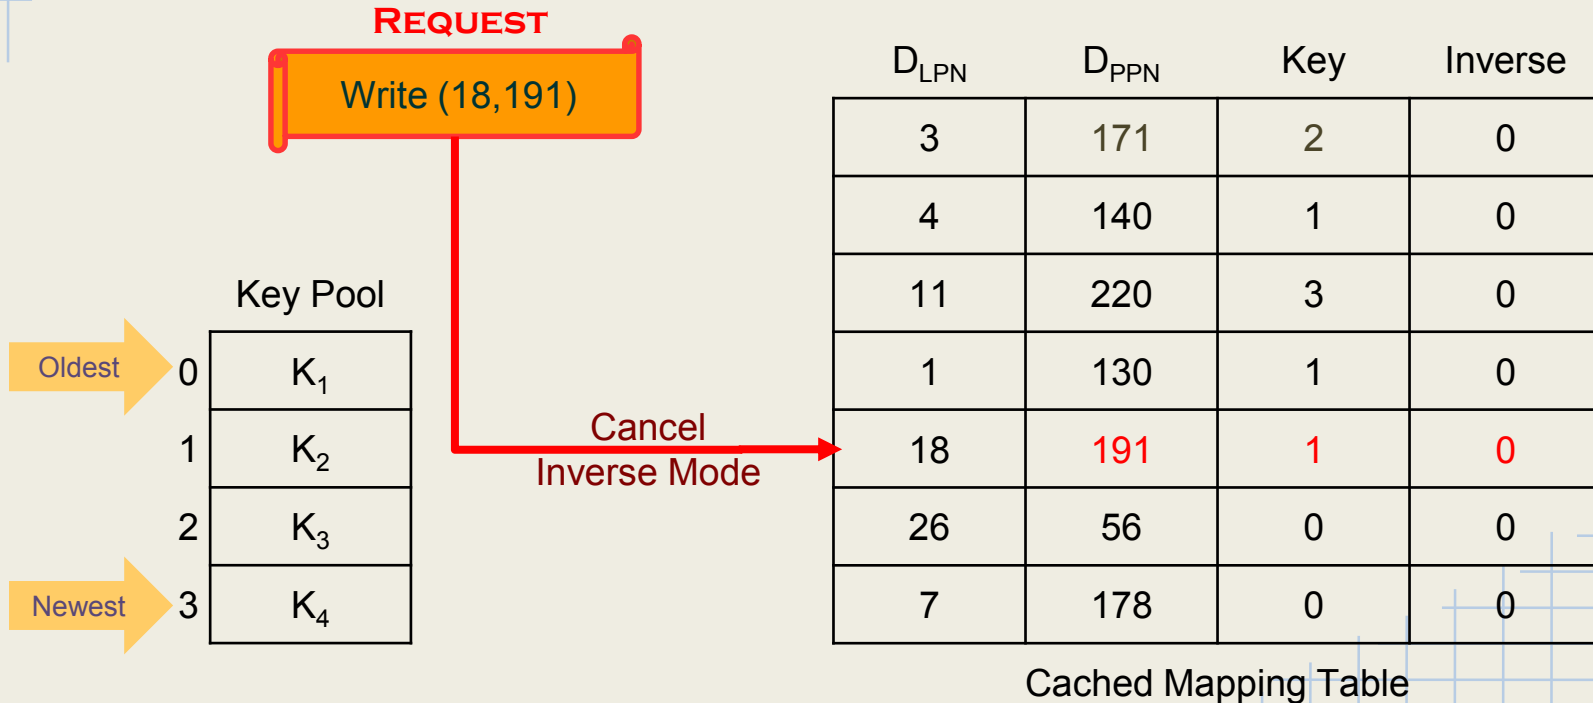 REQUEST
Write (18,191)
Cancel
Inverse Mode
Key Pool
Oldest 0 K1
1 K2
2 K3
Newest 3 K4
DLPN DPPN Key Inverse
3 171 2 0
4 140 1 0
11 220 3 0
1 130 1 0
18 191 1 0
26 56 0 0
7 178 0 0
Cached Mapping Table